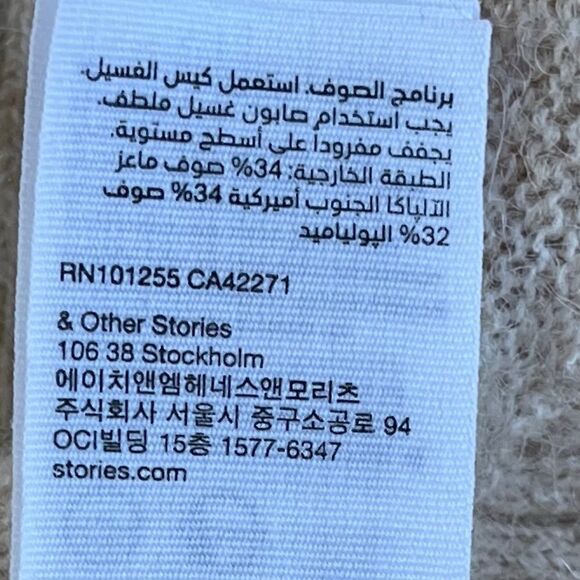 برنامج الصوف. استعمل كيس الغسيل.
يجب استخدام صابون غسيل ملطف.
يجفف مفروداً على أسطح مستوية.
الطبقة الخارجية: 34% صوف ماعز
الآلپاكا الجنوب أميركية 34% صوف
32% الپولياميد
RN101255 CA42271
& Other Stories
106 38 Stockholm
에이치앤엠헤네스앤모리츠
주식회사 서울시 중구소공로 94
OCI빌딩 15층 1577-6347
stories.com